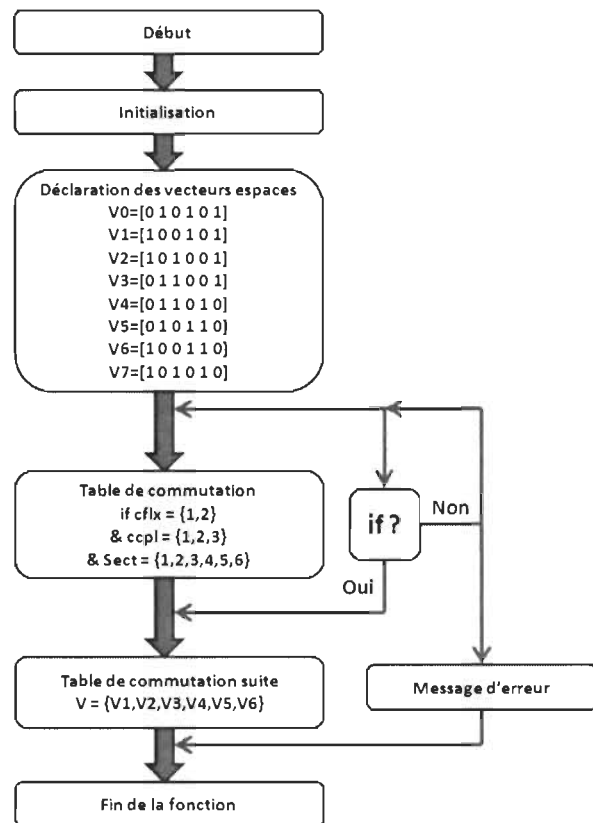 Début
Initialisation
Déclaration des vecteurs espaces
V0=[0 1 0 1 0 1]
V1=[1 0 0 1 0 1]
V2=[1 0 1 0 0 1]
V3=[0 1 1 0 0 1]
V4=[0 1 1 0 1 0]
V5=[0 1 0 1 1 0]
V6=[1 0 0 1 1 0]
V7=[1 0 1 0 1 0]
Table de commutation
if cflx = {1,2}
& ccpl = {1,2,3}
& Sect = {1,2,3,4,5,6}
if ?
Non
Oui
Table de commutation suite
V = {V1,V2,V3,V4,V5,V6}
Message d'erreur
Fin de la fonction